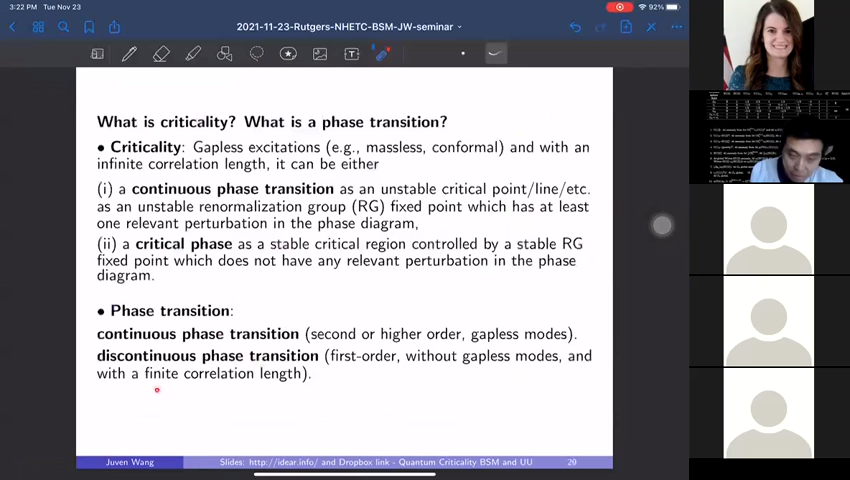 3:22 PM Tue Nov 23
92%
2021-11-23-Rutgers-NHETC-BSM-JW-seminar
What is criticality? What is a phase transition?
• Criticality: Gapless excitations (e.g., massless, conformal) and with an
infinite correlation length, it can be either
(i) a continuous phase transition as an unstable critical point/line/etc.
as an unstable renormalization group (RG) fixed point which has at least
one relevant perturbation in the phase diagram,
(ii) a critical phase as a stable critical region controlled by a stable RG
fixed point which does not have any relevant perturbation in the phase
diagram.
• Phase transition:
continuous phase transition (second or higher order, gapless modes).
discontinuous phase transition (first-order, without gapless modes, and
with a finite correlation length).
Juven Wang
Slides: http://idear.info/ and Dropbox link - Quantum Criticality BSM and UU
20